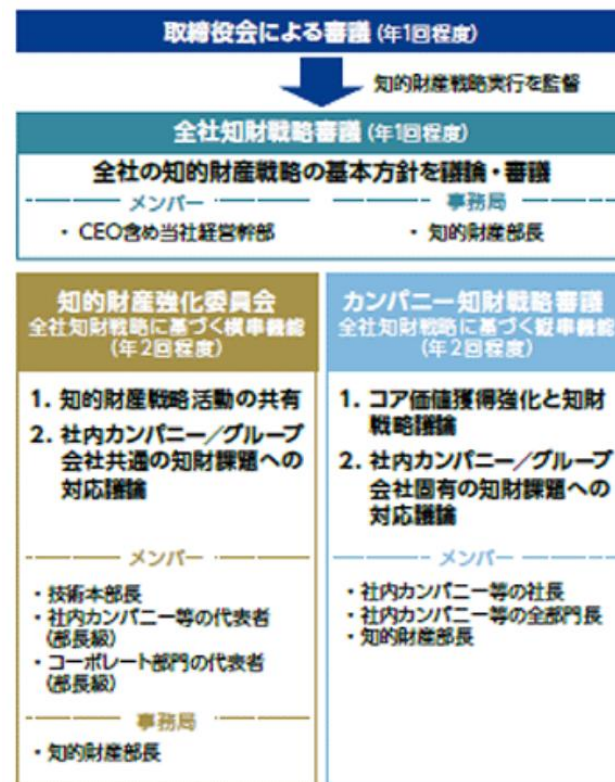 取締役会による審議 (年1回程度)
知的財産戦略実行を監督
全社知財戦略審議 (年1回程度)
全社の知的財産戦略の基本方針を議論・審議
メンバー
・CEO含め当社経営幹部
事務局
・知的財産部長
知的財産強化委員会
全社知財戦略に基づく横串機能
(年2回程度)
1. 知的財産戦略活動の共有
2. 社内カンパニー／グループ
会社共通の知財課題への
対応議論
メンバー
・技術本部長
・社内カンパニー等の代表者
(部長級)
・コーポレート部門の代表者
(部長級)
事務局
・知的財産部長
カンパニー知財戦略審議
全社知財戦略に基づく縦串機能
(年2回程度)
1. コア価値獲得強化と知財
戦略議論
2. 社内カンパニー／グループ
会社固有の知財課題への
対応議論
メンバー
・社内カンパニー等の社長
・社内カンパニー等の全部門長
・知的財産部長